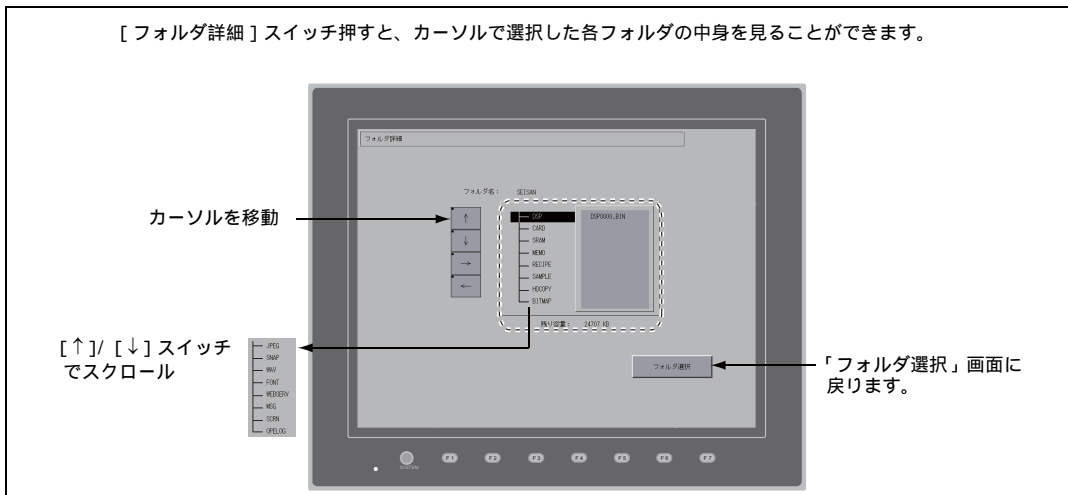 [ フォルダ詳細 ] スイッチ押すと、カーソルで選択した各フォルダの中身を見ることができます。
フォルダ詳細
フォルダ名： SEISAN
カーソルを移動
↑
↓
→
←
DSP
CARD
SRAM
MEMO
RECIPE
SAMPLE
HDCOPY
BITMAP
DSP0000.BIN
残り容量： 24707 KB
[ ↑ ]/ [ ↓ ] スイッチ
でスクロール
JPEG
SNAP
WAV
FONT
WEBSERV
MSG
SCRN
OPELOG
フォルダ選択
「フォルダ選択」画面に
戻ります。
SYSTEM
F1 F2 F3 F4 F5 F6 F7